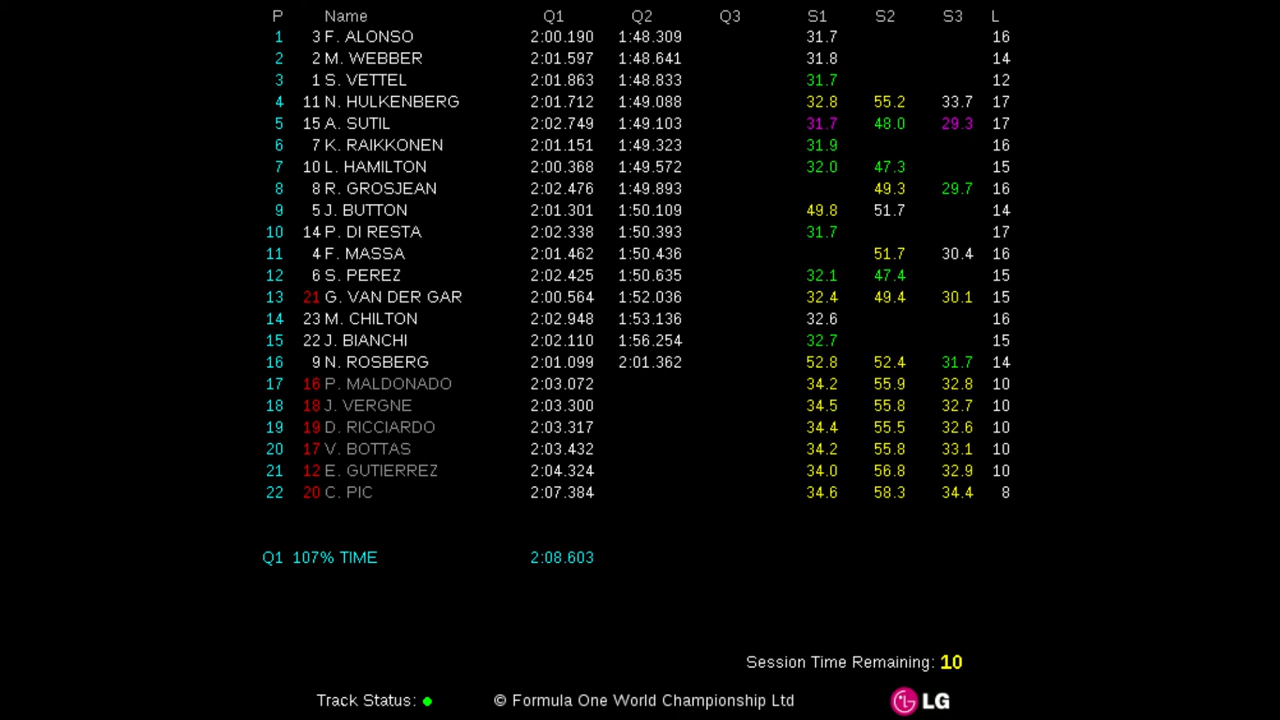 P Name Q1 Q2 Q3 S1 S2 S3 L
1 3 F. ALONSO 2:00.190 1:48.309 31.7 16
2 2 M. WEBBER 2:01.597 1:48.641 31.8 14
3 1 S. VETTEL 2:01.863 1:48.833 31.7 12
4 11 N. HULKENBERG 2:01.712 1:49.088 32.8 55.2 33.7 17
5 15 A. SUTIL 2:02.749 1:49.103 31.7 48.0 29.3 17
6 7 K. RAIKKONEN 2:01.151 1:49.323 31.9 16
7 10 L. HAMILTON 2:00.368 1:49.572 32.0 47.3 15
8 8 R. GROSJEAN 2:02.476 1:49.893 49.3 29.7 16
9 5 J. BUTTON 2:01.301 1:50.109 49.8 51.7 14
10 14 P. DI RESTA 2:02.338 1:50.393 31.7 17
11 4 F. MASSA 2:01.462 1:50.436 51.7 30.4 16
12 6 S. PEREZ 2:02.425 1:50.635 32.1 47.4 15
13 21 G. VAN DER GAR 2:00.564 1:52.036 32.4 49.4 30.1 15
14 23 M. CHILTON 2:02.948 1:53.136 32.6 16
15 22 J. BIANCHI 2:02.110 1:56.254 32.7 15
16 9 N. ROSBERG 2:01.099 2:01.362 52.8 52.4 31.7 14
17 16 P. MALDONADO 2:03.072 34.2 55.9 32.8 10
18 18 J. VERGNE 2:03.300 34.5 55.8 32.7 10
19 19 D. RICCIARDO 2:03.317 34.4 55.5 32.6 10
20 17 V. BOTTAS 2:03.432 34.2 55.8 33.1 10
21 12 E. GUTIERREZ 2:04.324 34.0 56.8 32.9 10
22 20 C. PIC 2:07.384 34.6 58.3 34.4 8
Q1 107% TIME 2:08.603
Session Time Remaining: 10
Track Status: © Formula One World Championship Ltd LG